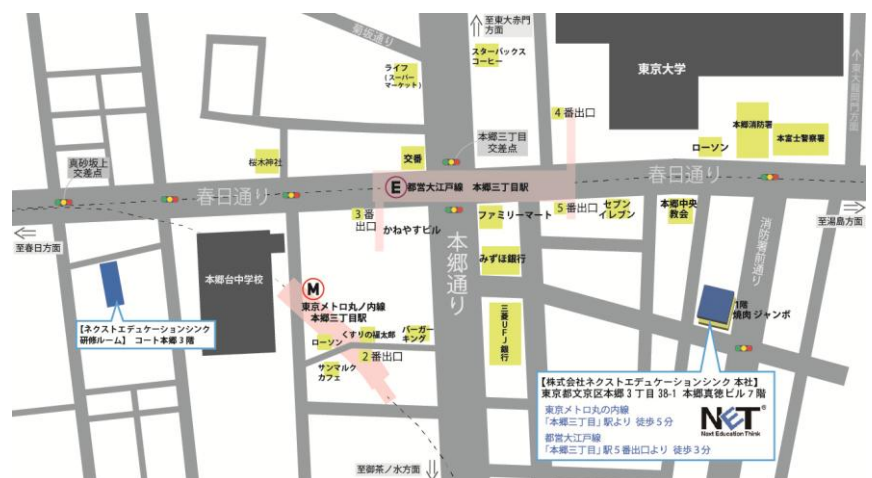 菊坂通り
至東大赤門
方面
スターバックス
コーヒー
東京大学
至東大龍岡門方面
ライフ
(スーパー
マーケット)
4番出口
本郷消防署
本富士警察署
ローソン
本郷三丁目
交差点
交番
桜木神社
真砂坂上
交差点
春日通り
E 都営大江戸線 本郷三丁目駅
春日通り
3番
出口
かねやすビル
ファミリーマート
5番出口
セブン
イレブン
本郷中央
教会
至湯島方面
至春日方面
本郷通り
みずほ銀行
消防署前通り
本郷台中学校
M
東京メトロ丸ノ内線
本郷三丁目駅
三菱UFJ銀行
1階
焼肉 ジャンボ
【ネクストエデュケーションシンク
研修ルーム】 コート本郷3階
ローソン
くすりの福太郎
バーガー
キング
2番出口
サンマルク
カフェ
【株式会社ネクストエデュケーションシンク 本社】
東京都文京区本郷3丁目 38-1 本郷真徳ビル7階
東京メトロ丸の内線
「本郷三丁目」駅より 徒歩5分
都営大江戸線
「本郷三丁目」駅5番出口より 徒歩3分
NET®
Next Education Think
至御茶ノ水方面